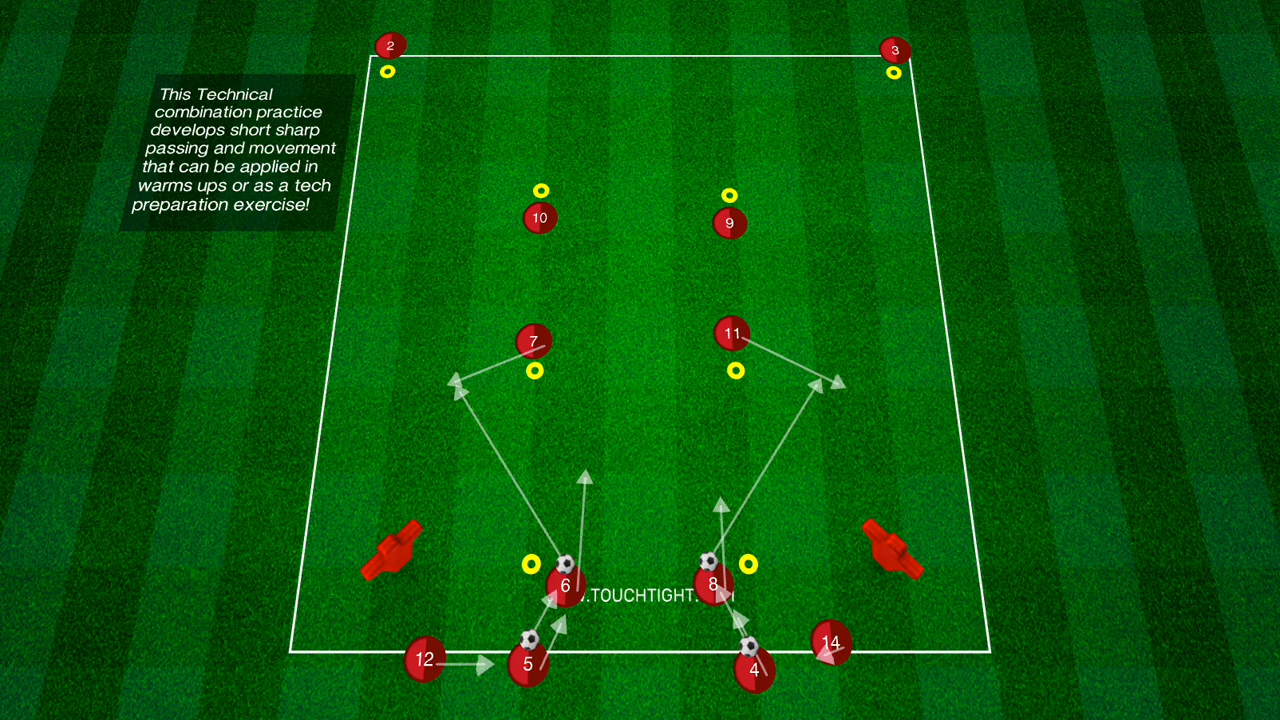 2
3
This Technical
combination practice
develops short sharp
passing and movement
that can be applied in
warms ups or as a tech
preparation exercise!
10
9
7
11
6
8
.TOUCHTIGHT.
14
12
5
4